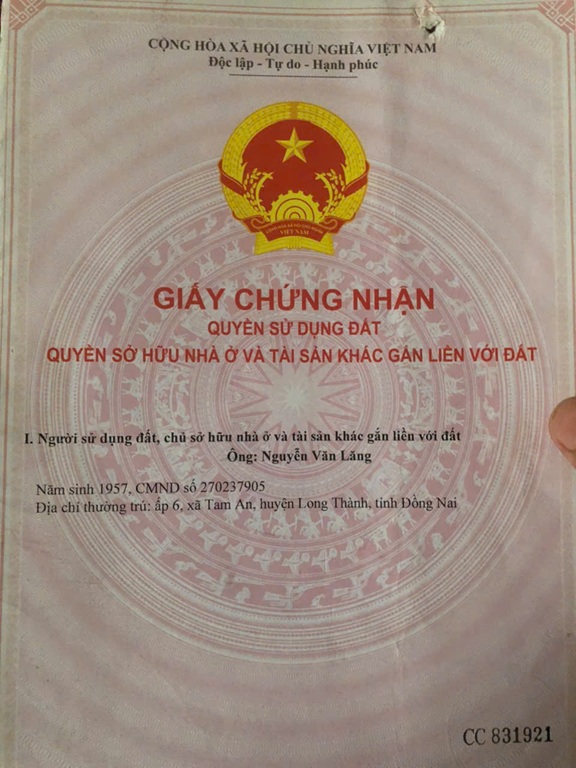 CỘNG HÒA XÃ HỘI CHỦ NGHĨA VIỆT NAM
Độc lập - Tự do - Hạnh phúc
VIỆT NAM
GIẤY CHỨNG NHẬN
QUYỀN SỬ DỤNG ĐẤT
QUYỀN SỞ HỮU NHÀ Ở VÀ TÀI SẢN KHÁC GẮN LIỀN VỚI ĐẤT
I. Người sử dụng đất, chủ sở hữu nhà ở và tài sản khác gắn liền với đất
Ông: Nguyễn Văn Lăng
Năm sinh 1957, CMND số 270237905
Địa chỉ thường trú: ấp 6, xã Tam An, huyện Long Thành, tỉnh Đồng Nai
CC 831921